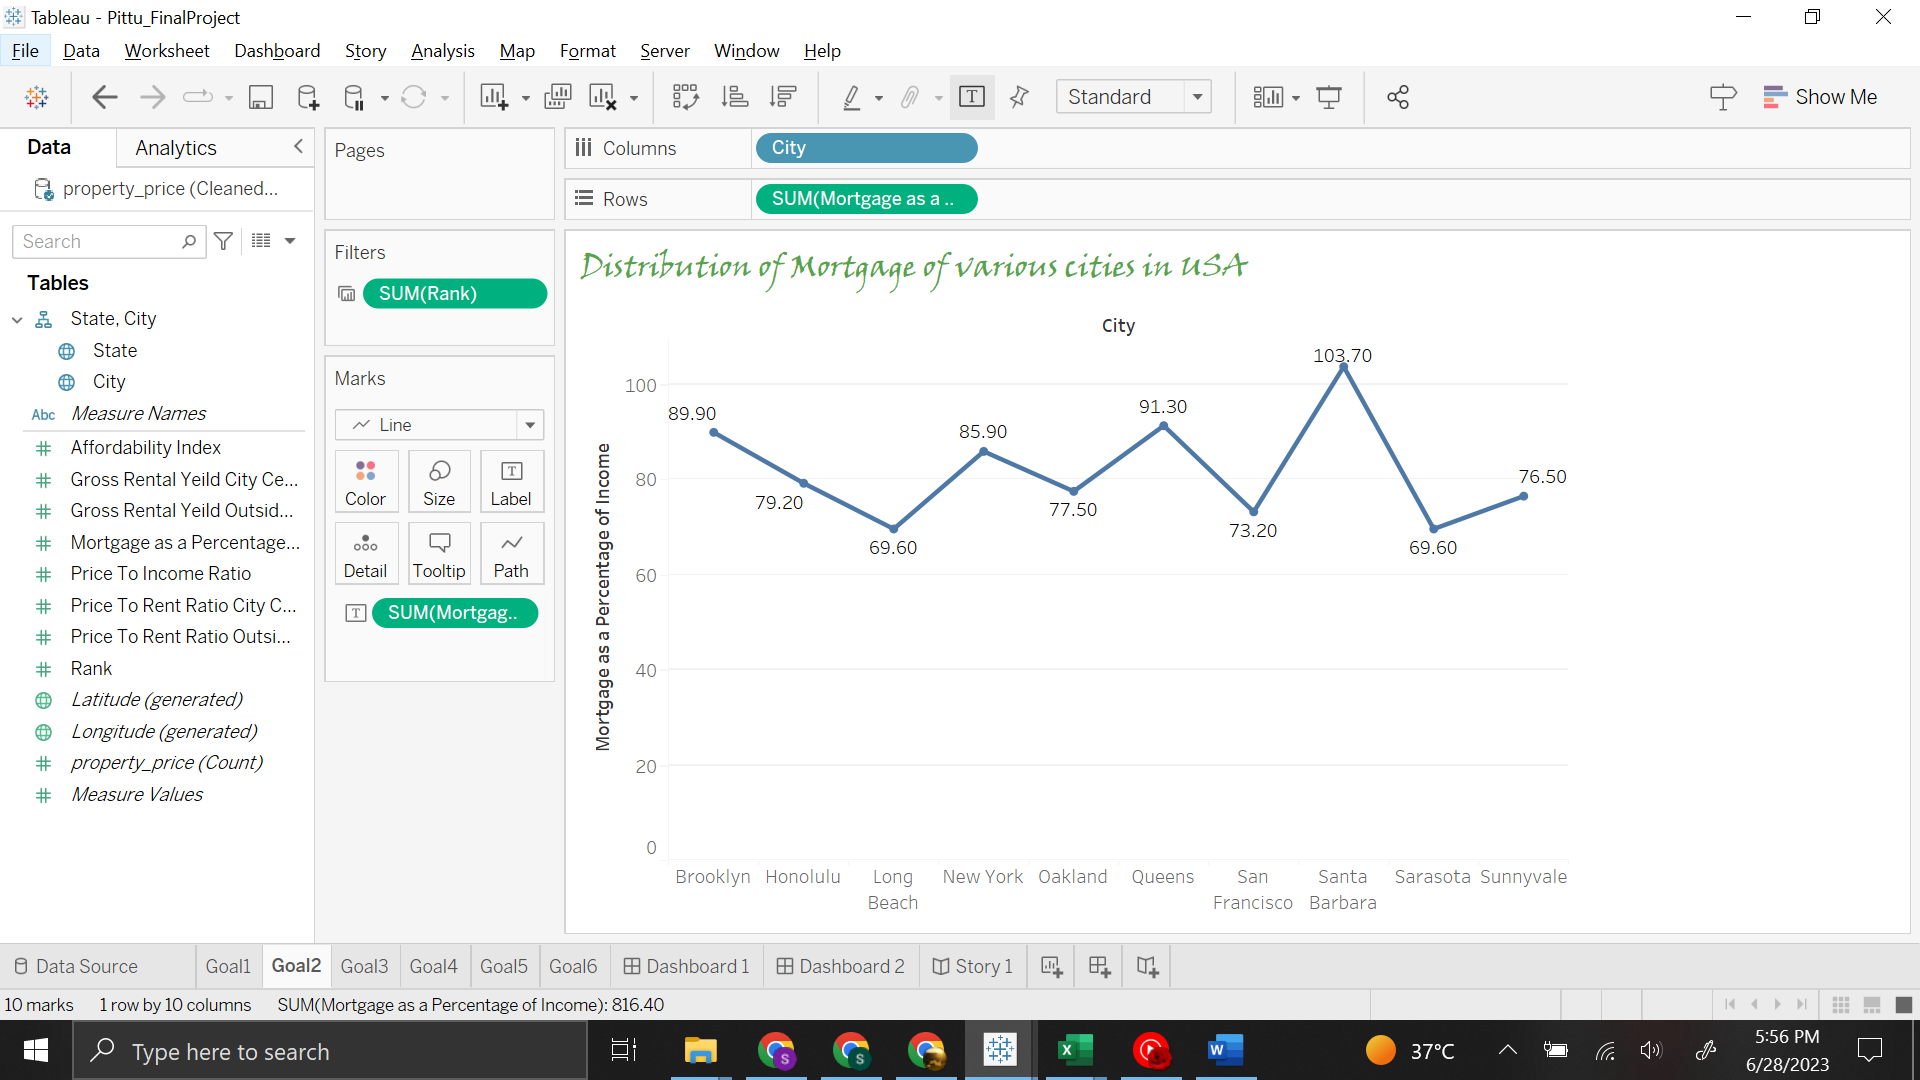 Tableau - Pittu_FinalProject
File Data Worksheet Dashboard Story Analysis Map Format Server Window Help
Standard
Show Me
Data
Analytics
property_price (Cleaned...
Search
Tables
State, City
State
City
Abc Measure Names
Affordability Index
Gross Rental Yeild City Ce...
Gross Rental Yeild Outsid...
Mortgage as a Percentage...
Price To Income Ratio
Price To Rent Ratio City C...
Price To Rent Ratio Outsi...
Rank
Latitude (generated)
Longitude (generated)
property_price (Count)
Measure Values
Pages
Filters
SUM(Rank)
Marks
Line
Color Size Label
Detail Tooltip Path
SUM(Mortgag..
Columns
City
Rows
SUM(Mortgage as a ..
Distribution of Mortgage of various cities in USA
City
Mortgage as a Percentage of Income
100
80
60
40
20
0
89.90
79.20
69.60
85.90
77.50
91.30
73.20
103.70
69.60
76.50
Brooklyn Honolulu Long Beach New York Oakland Queens San Francisco Santa Barbara Sarasota Sunnyvale
Data Source Goal1 Goal2 Goal3 Goal4 Goal5 Goal6 Dashboard 1 Dashboard 2 Story 1
10 marks 1 row by 10 columns SUM(Mortgage as a Percentage of Income): 816.40
Type here to search
37°C
5:56 PM
6/28/2023